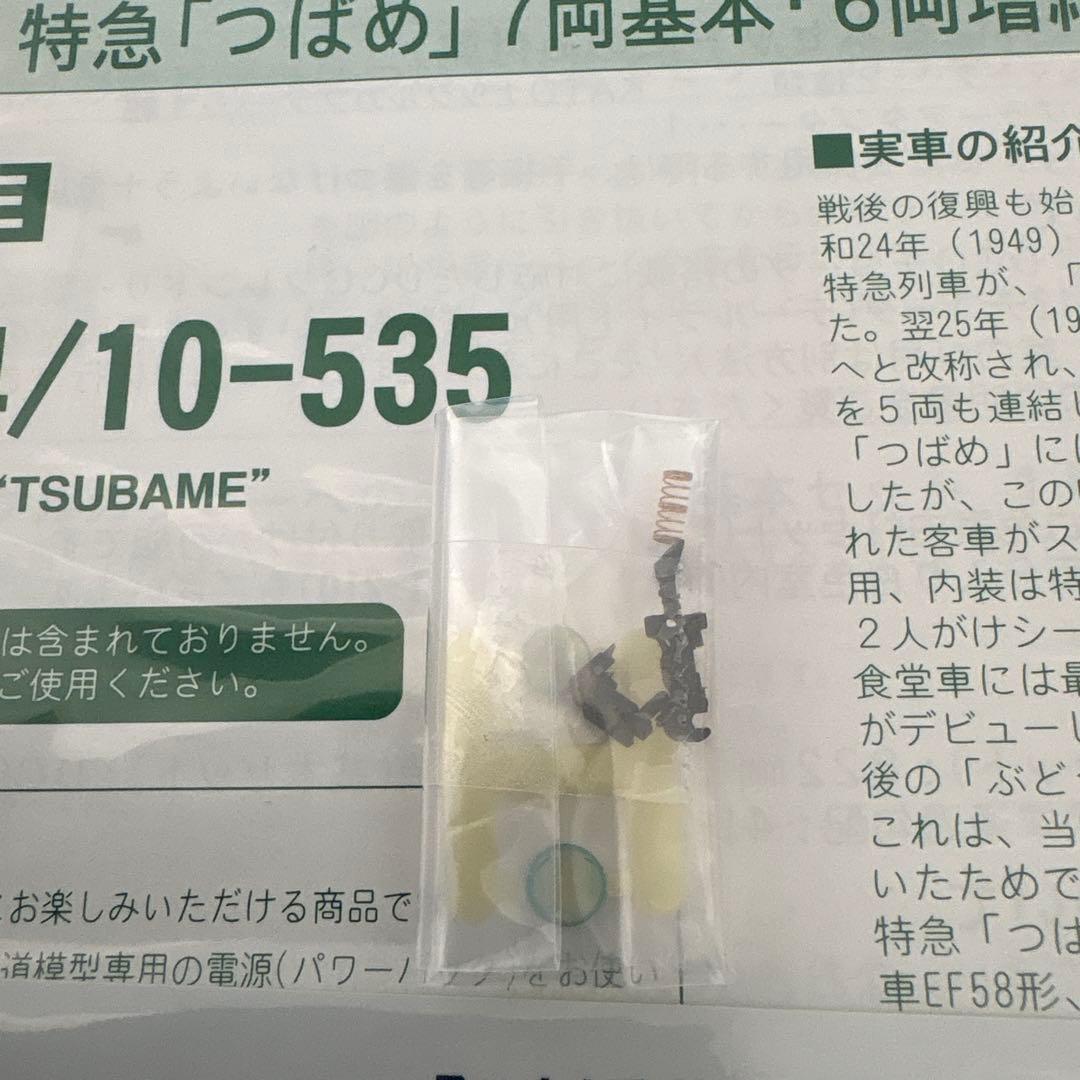 特急「つばめ」7両基本・6両増
目
/10-535
“TSUBAME”
は含まれておりません。
ご使用ください。
お楽しみいただける商品で
道模型専用の電源(パワー
お使い
■実車の紹介
戦後の復興も始
和24年（1949）
特急列車が、「
た。翌25年（19
へと改称され、
を５両も連結し
「つばめ」に
したが、この
れた客車がス
用、内装は特
２人がけシー
食堂車には最
がデビューし
後の「ぶど
これは、当
いたためで
特急「つば
車EF58形、